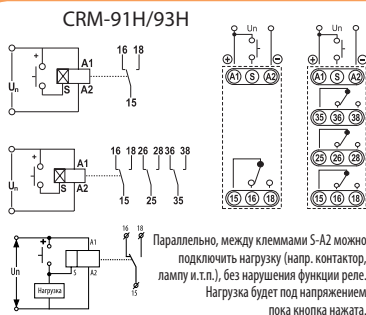 CRM-91H/93H
16 18
A1
Un
S A2
15
A1
16 18 26 28 36 38
Un
S A2
15 25 35
16 18
A1
Un
S A2
Нагрузка
15
Un
+ -
A1 S A2
15 16 18
Un
+ -
A1 S A2
35 36 38
25 26 28
15 16 18
Параллельно, между клеммами S-A2 можно
подключить нагрузку (напр. контактор,
лампу и.т.п.), без нарушения функции реле.
Нагрузка будет под напряжением
пока кнопка нажата.